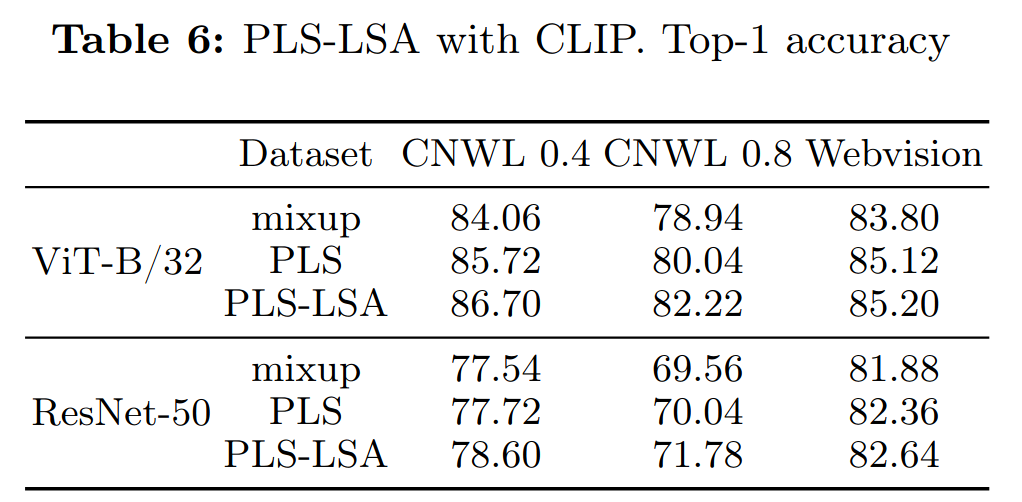 Table 6: PLS-LSA with CLIP. Top-1 accuracy
Dataset CNWL 0.4 CNWL 0.8 Webvision
mixup 84.06 78.94 83.80
ViT-B/32 PLS 85.72 80.04 85.12
PLS-LSA 86.70 82.22 85.20
mixup 77.54 69.56 81.88
ResNet-50 PLS 77.72 70.04 82.36
PLS-LSA 78.60 71.78 82.64